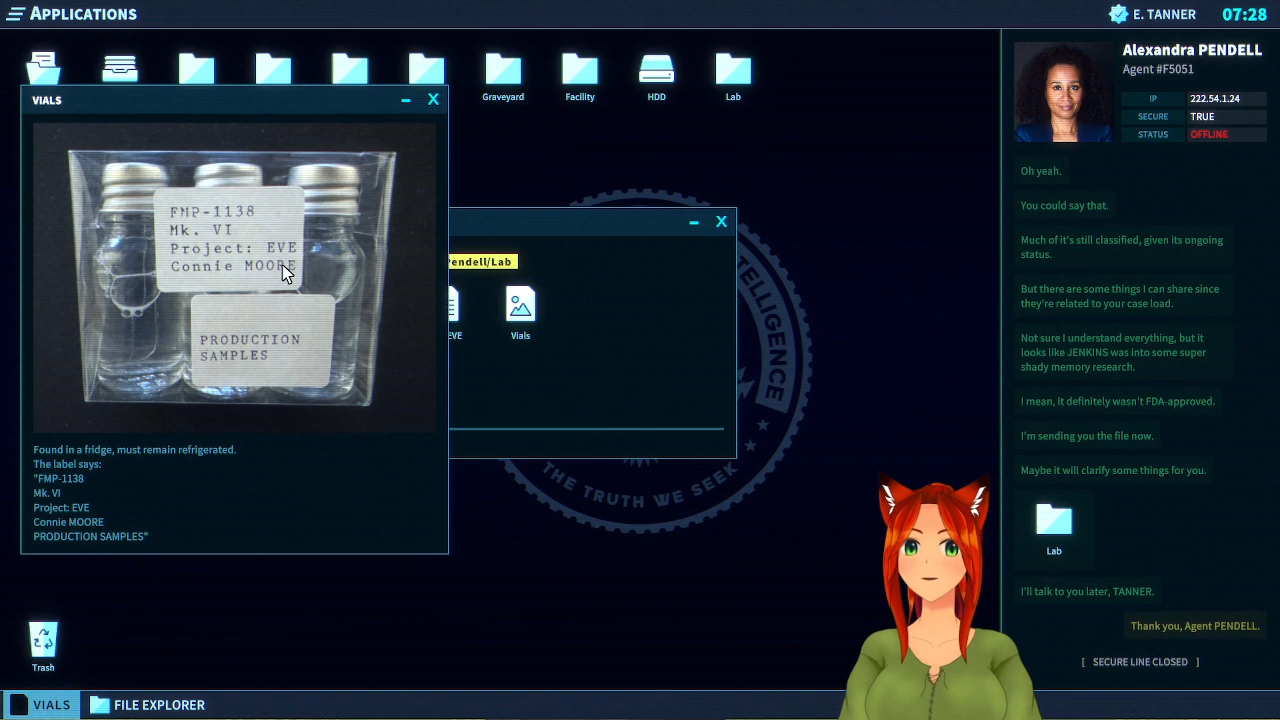 APPLICATIONS
E. TANNER
07:28
Graveyard
Facility
HDD
Lab
VIALS
FMP-1138
Mk. VI
Project: EVE
Connie MOORE
PRODUCTION
SAMPLES
Found in a fridge, must remain refrigerated.
The label says:
"FMP-1138
Mk. VI
Project: EVE
Connie MOORE
PRODUCTION SAMPLES"
Pendell/Lab
EVE
Vials
TELLIGENCE
THE TRUTH WE SEEK
Alexandra PENDELL
Agent #F5051
IP
222.54.1.24
SECURE
TRUE
STATUS
OFFLINE
Oh yeah.
You could say that.
Much of it's still classified, given its ongoing
status.
But there are some things I can share since
they're related to your case load.
Not sure I understand everything, but it
looks like JENKINS was into some super
shady memory research.
I mean, it definitely wasn't FDA-approved.
I'm sending you the file now.
Maybe it will clarify some things for you.
Lab
I'll talk to you later, TANNER.
Thank you, Agent PENDELL.
[ SECURE LINE CLOSED ]
Trash
VIALS
FILE EXPLORER